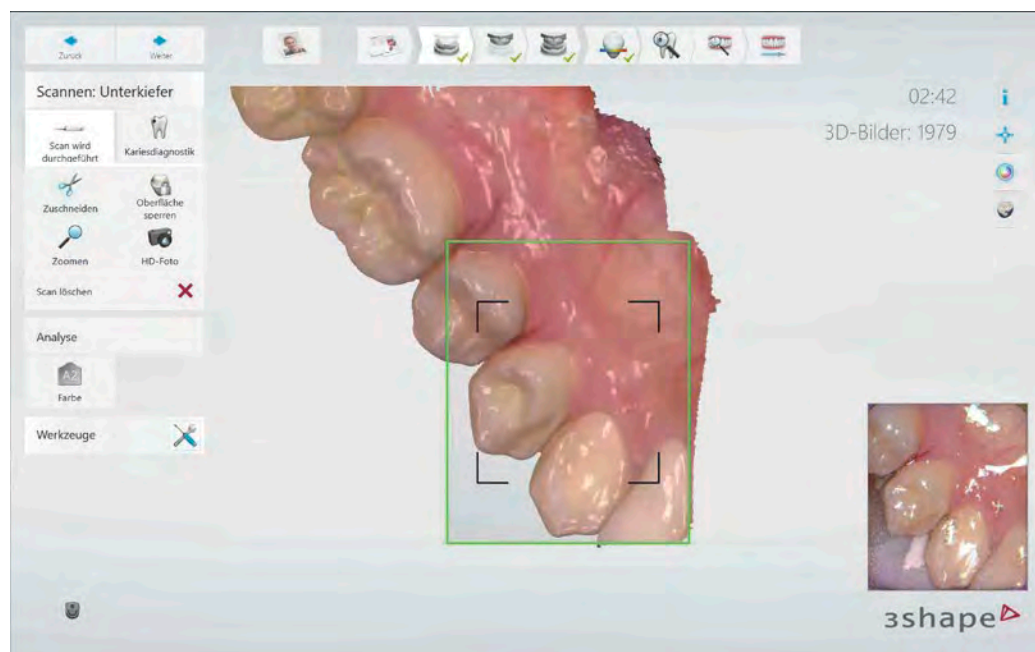 Zurück
Weiter
Scannen: Unterkiefer
Scan wird
durchgeführt
Kariesdiagnostik
Zuschneiden
Oberfläche
sperren
Zoomen
HD-Foto
Scan löschen
Analyse
A2
Farbe
Werkzeuge
02:42
3D-Bilder: 1979
i
3shape